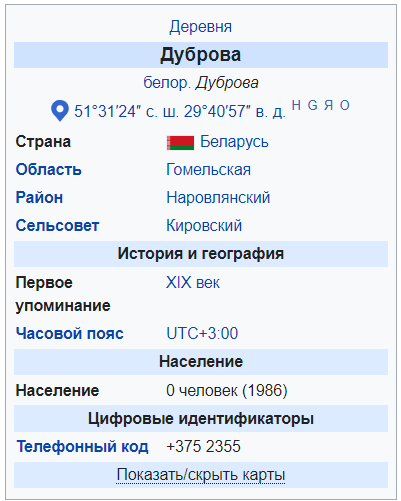 Деревня
Дуброва
белор. Дуброва
51°31′24″ с. ш. 29°40′57″ в. д. H G Я O
Страна Беларусь
Область Гомельская
Район Наровлянский
Сельсовет Кировский
История и география
Первое упоминание XIX век
Часовой пояс UTC+3:00
Население
Население 0 человек (1986)
Цифровые идентификаторы
Телефонный код +375 2355
Показать/скрыть карты